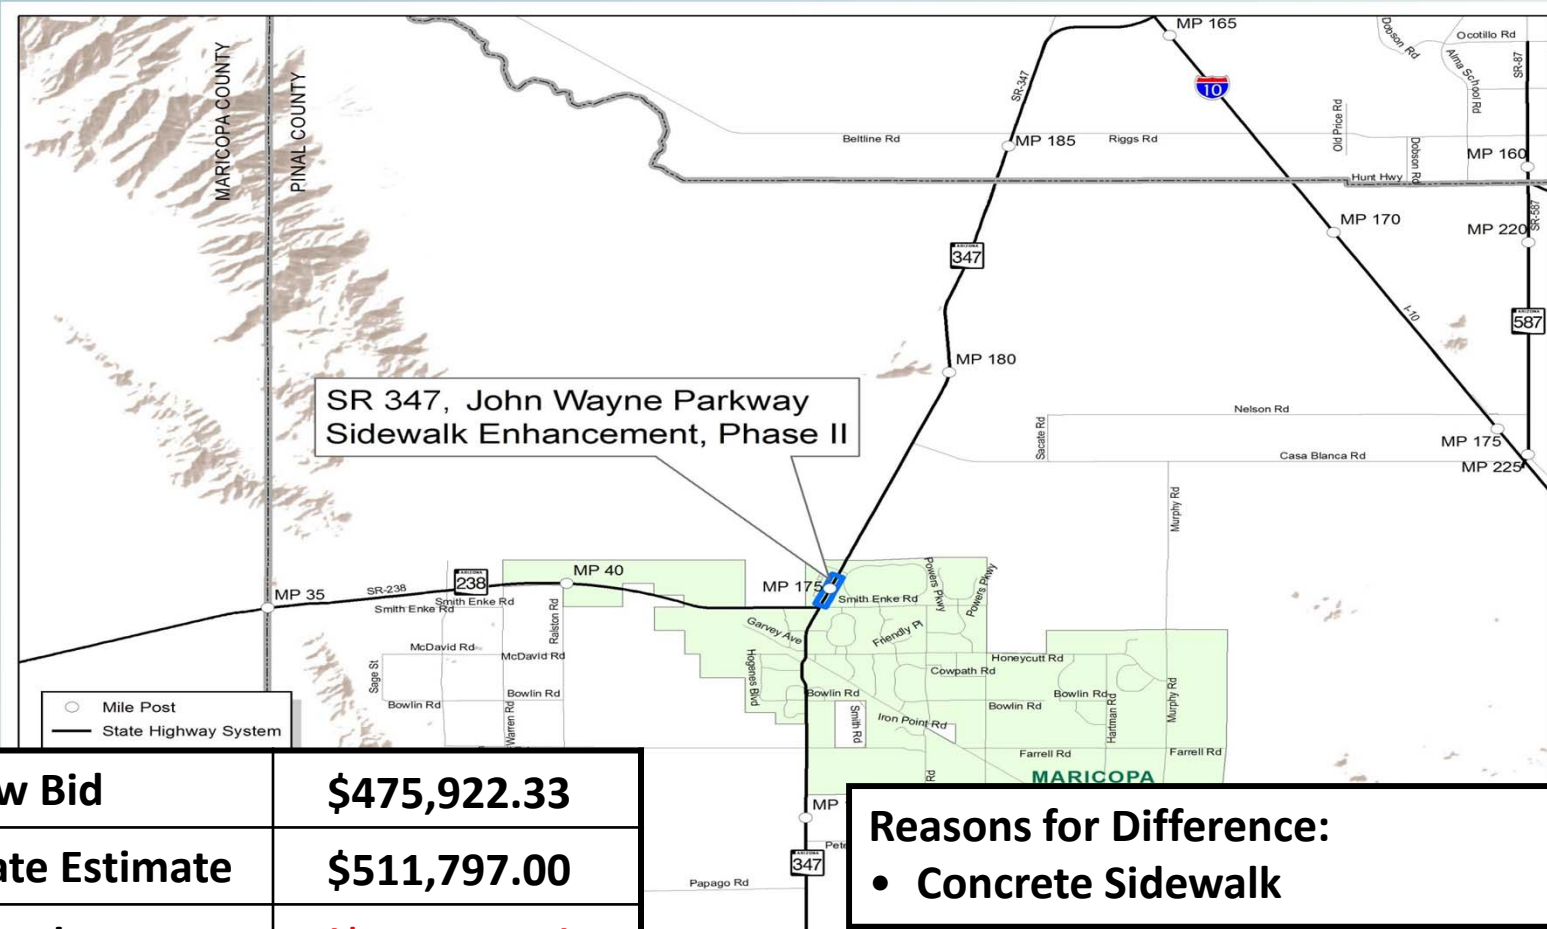 MARICOPA COUNTY
PINAL COUNTY
SR-347
MP 165
10
Dobson Rd
Alma School Rd
Ocotillo Rd
SR-87
Beltline Rd
MP 185
Riggs Rd
Old Price Rd
Dobson Rd
MP 160
Hunt Hwy
MP 170
SR-587
MP 220
ARIZONA
347
I-10
ARIZONA
587
MP 180
SR 347, John Wayne Parkway
Sidewalk Enhancement, Phase II
Sacate Rd
Nelson Rd
MP 175
Casa Blanca Rd
MP 225
Murphy Rd
MP 35
SR-238
ARIZONA
238
MP 40
Smith Enke Rd
Smith Enke Rd
Ralston Rd
MP 175
Smith Enke Rd
Powers Pkwy
Powers Pkwy
Garvey Ave
Friendly Pl
McDavid Rd
McDavid Rd
Sage St
Hogenes Blvd
Honeycutt Rd
Cowpath Rd
Bowlin Rd
Bowlin Rd
Warren Rd
Bowlin Rd
Smith Rd
Iron Point Rd
Bowlin Rd
Bowlin Rd
Hartman Rd
Murphy Rd
Farrell Rd
Farrell Rd
Rd
MARICOPA
Mile Post
State Highway System
MP
ARIZONA
347
Papago Rd
w Bid
$475,922.33
ate Estimate
$511,797.00
Reasons for Difference:
• Concrete Sidewalk